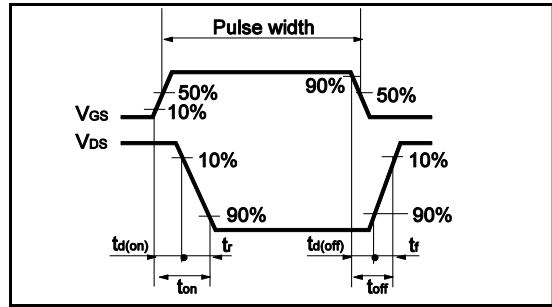 Pulse width
90%
50% 50%
10%
VGS
VDS
10% 10%
90% 90%
td(on) tr td(off) tf
ton toff